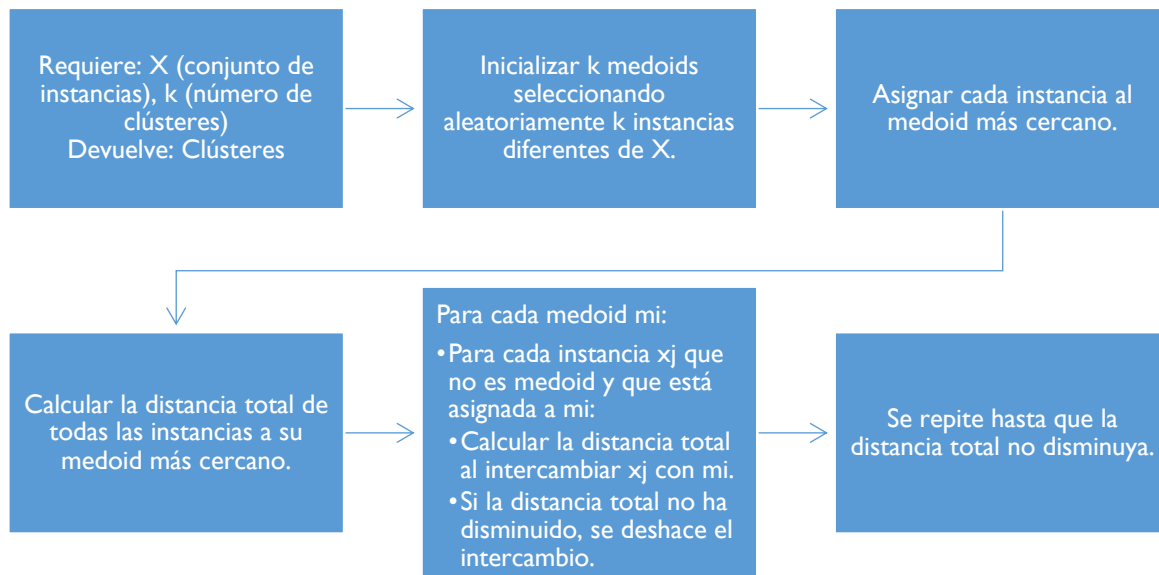 Requiere: X (conjunto de
instancias), k (número de
clústeres)
Devuelve: Clústeres
Inicializar k medoids
seleccionando
aleatoriamente k instancias
diferentes de X.
Asignar cada instancia al
medoid más cercano.
Calcular la distancia total de
todas las instancias a su
medoid más cercano.
Para cada medoid mi:
•Para cada instancia xj que
no es medoid y que está
asignada a mi:
•Calcular la distancia total
al intercambiar xj con mi.
•Si la distancia total no ha
disminuido, se deshace el
intercambio.
Se repite hasta que la
distancia total no disminuya.